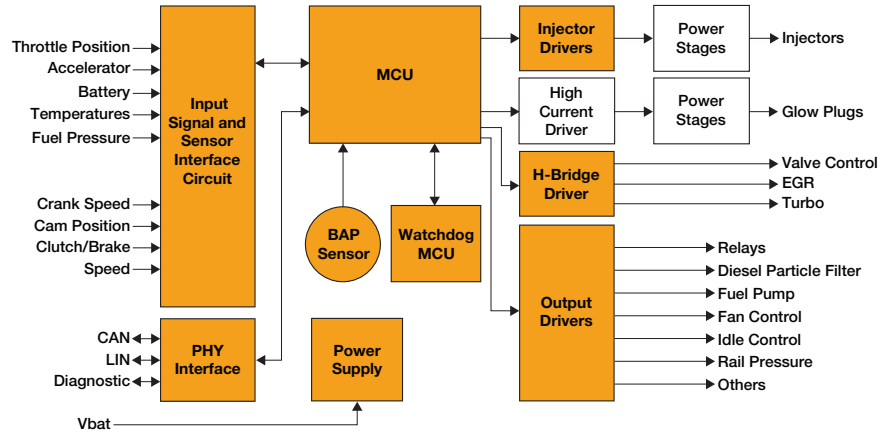 Throttle Position
Accelerator
Battery
Temperatures
Fuel Pressure
Crank Speed
Cam Position
Clutch/Brake
Speed
CAN
LIN
Diagnostic
Vbat
Input
Signal and
Sensor
Interface
Circuit
PHY
Interface
MCU
BAP
Sensor
Watchdog
MCU
Power
Supply
Injector
Drivers
Power
Stages
Injectors
High
Current
Driver
Power
Stages
Glow Plugs
H-Bridge
Driver
Valve Control
EGR
Turbo
Output
Drivers
Relays
Diesel Particle Filter
Fuel Pump
Fan Control
Idle Control
Rail Pressure
Others